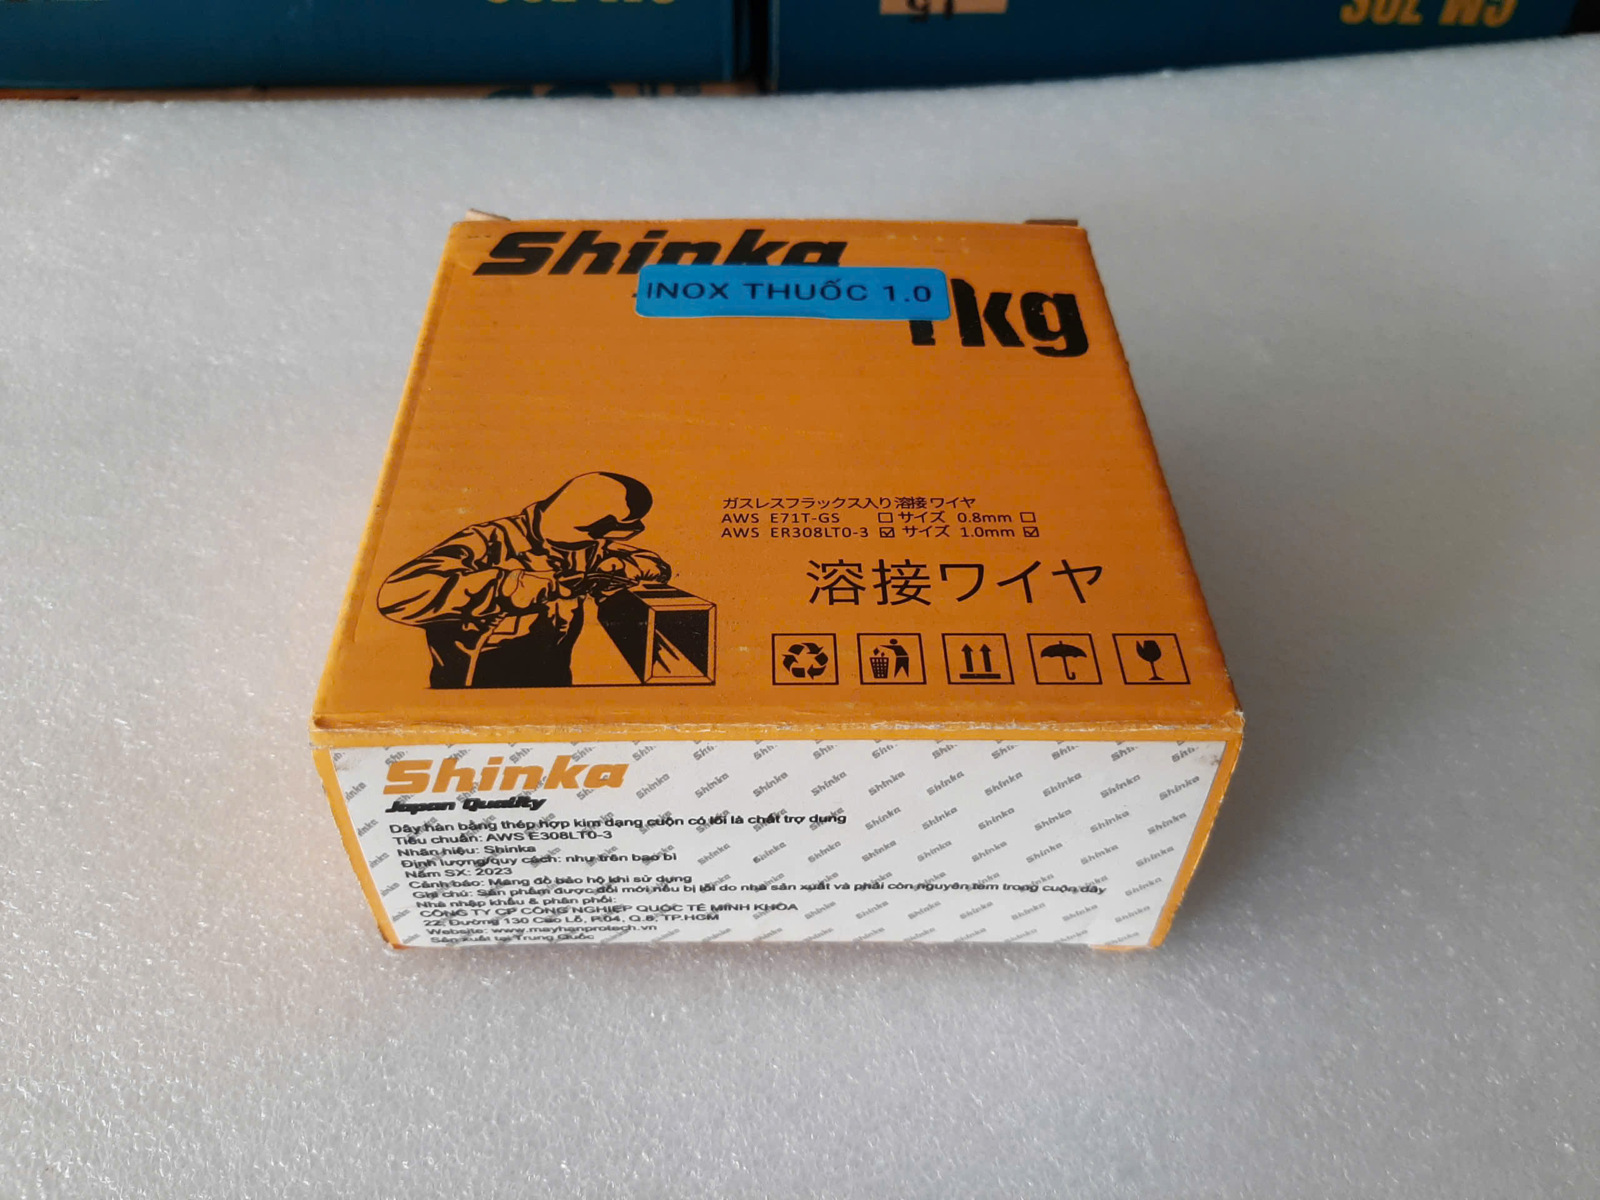 Shinka
INOX THUỐC 1.0
1kg
ガスレスフラックス入り溶接ワイヤ
AWS E71T-GS □ サイズ 0.8mm □
AWS ER308LT0-3 ☑ サイズ 1.0mm ☑
溶接ワイヤ
Shinka
Japan Quality
Dây hàn bằng thép hợp kim dạng cuộn có lõi là chất trợ dung
Tiêu chuẩn: AWS E308LT0-3
Nhãn hiệu: Shinka
Định lượng/quy cách: như trên bao bì
Năm SX: 2023
Cảnh báo: Mang đồ bảo hộ khi sử dụng
Ghi chú: Sản phẩm được đổi mới nếu bị lỗi do nhà sản xuất và phải còn nguyên tem trong cuộn dây
Nhà nhập khẩu & phân phối:
CÔNG TY CP CÔNG NGHIỆP QUỐC TẾ MINH KHOA
22, Đường 130 Cao Lỗ, P.04, Q.8, TP.HCM
Website: www.mayhanprotech.vn
Sản xuất tại Trung Quốc